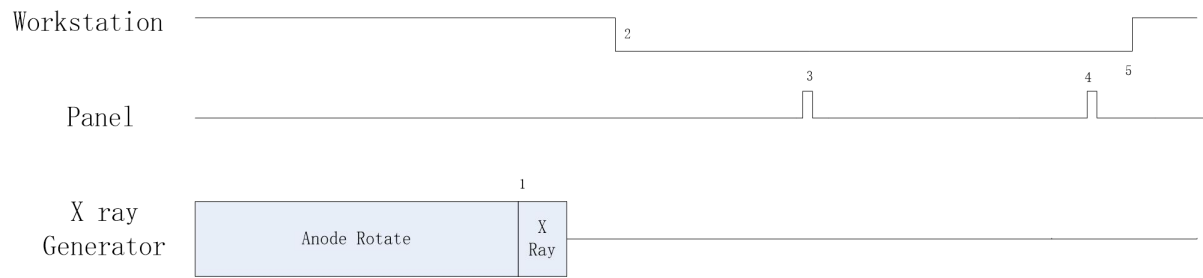 Workstation
2
3
4
5
Panel
1
X ray
Generator
Anode Rotate
X
Ray